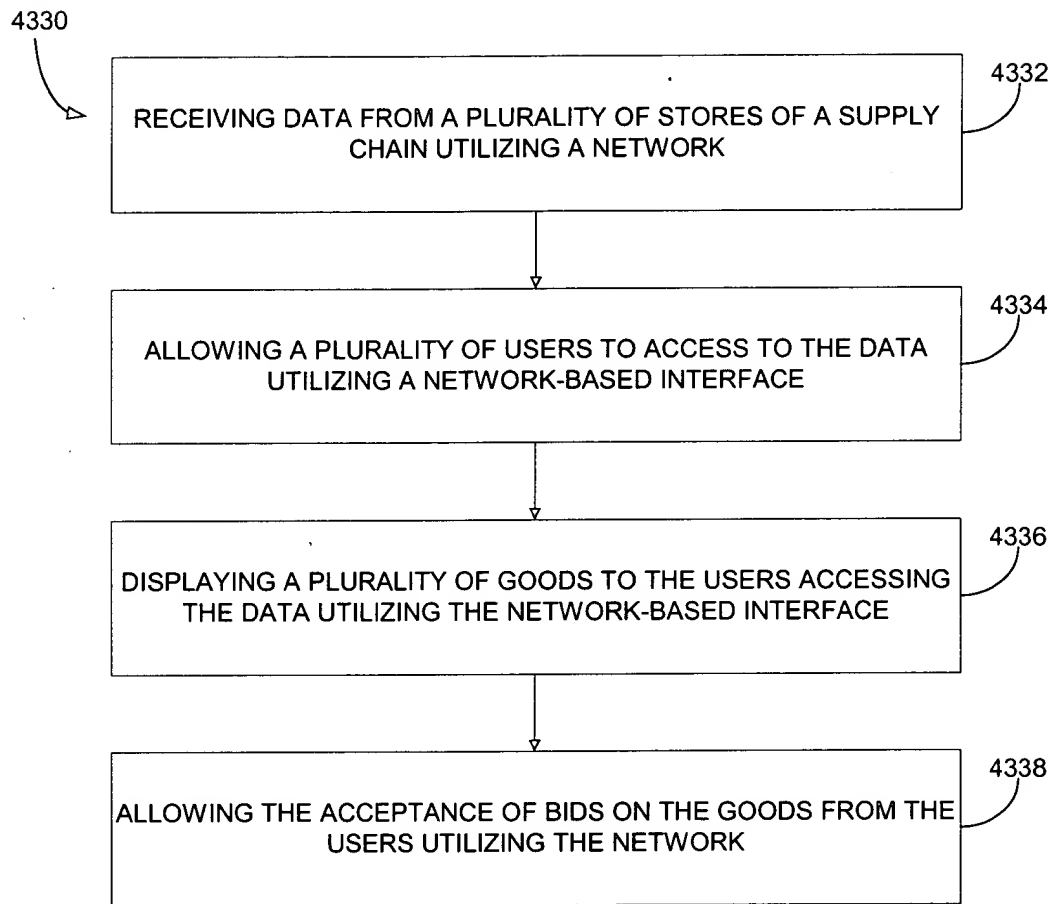 4330
4332
RECEIVING DATA FROM A PLURALITY OF STORES OF A SUPPLY
CHAIN UTILIZING A NETWORK
4334
ALLOWING A PLURALITY OF USERS TO ACCESS TO THE DATA
UTILIZING A NETWORK-BASED INTERFACE
4336
DISPLAYING A PLURALITY OF GOODS TO THE USERS ACCESSING
THE DATA UTILIZING THE NETWORK-BASED INTERFACE
4338
ALLOWING THE ACCEPTANCE OF BIDS ON THE GOODS FROM THE
USERS UTILIZING THE NETWORK